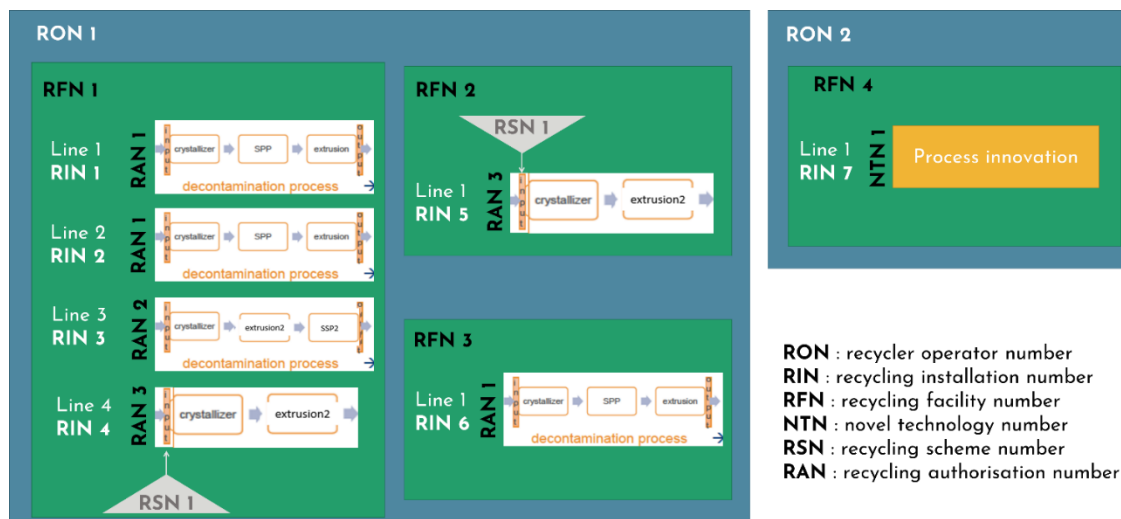 RON 1
RFN 1
Line 1
RIN 1
RAN 1
input
crystallizer
SPP
extrusion
output
decontamination process
Line 2
RIN 2
RAN 1
input
crystallizer
SPP
extrusion
output
decontamination process
Line 3
RIN 3
RAN 2
input
crystallizer
extrusion2
SSP2
output
decontamination process
Line 4
RIN 4
RAN 3
input
crystallizer
extrusion2
RSN 1
RFN 2
RSN 1
Line 1
RIN 5
RAN 3
input
crystallizer
extrusion2
RFN 3
Line 1
RIN 6
RAN 1
input
crystallizer
SPP
extrusion
output
decontamination process
RON 2
RFN 4
Line 1
RIN 7
NTN 1
Process innovation
RON : recycler operator number
RIN : recycling installation number
RFN : recycling facility number
NTN : novel technology number
RSN : recycling scheme number
RAN : recycling authorisation number